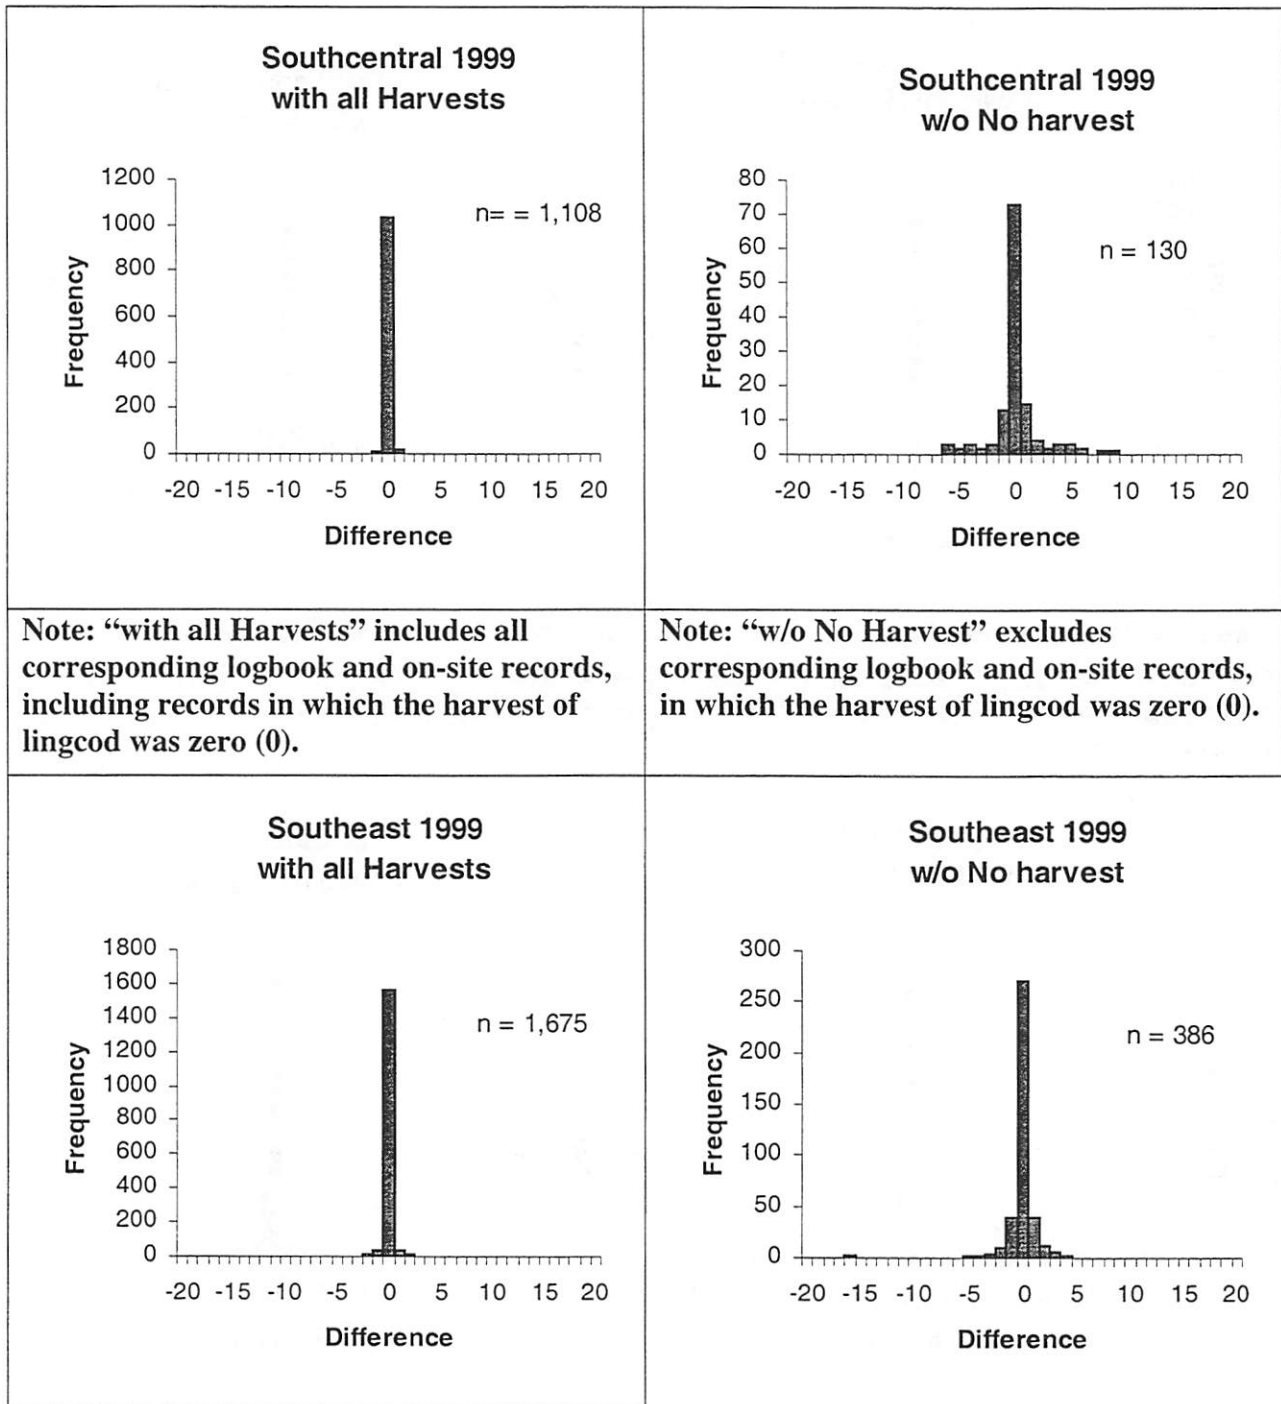 Southcentral 1999
with all Harvests
1200
1000
800
600
400
200
0
n= = 1,108
Frequency
-20 -15 -10 -5 0 5 10 15 20
Difference
Southcentral 1999
w/o No harvest
80
70
60
50
40
30
20
10
0
n = 130
Frequency
-20 -15 -10 -5 0 5 10 15 20
Difference
Note: “with all Harvests” includes all
corresponding logbook and on-site records,
including records in which the harvest of
lingcod was zero (0).
Note: “w/o No Harvest” excludes
corresponding logbook and on-site records,
in which the harvest of lingcod was zero (0).
Southeast 1999
with all Harvests
1800
1600
1400
1200
1000
800
600
400
200
0
n = 1,675
Frequency
-20 -15 -10 -5 0 5 10 15 20
Difference
Southeast 1999
w/o No harvest
300
250
200
150
100
50
0
n = 386
Frequency
-20 -15 -10 -5 0 5 10 15 20
Difference